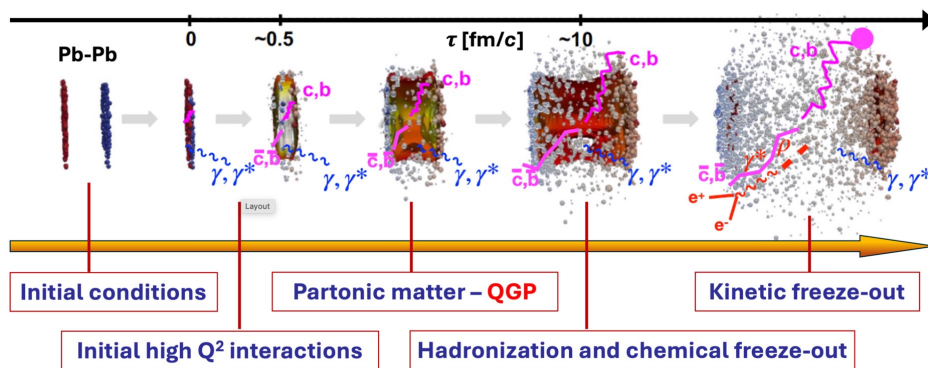 0 ~0.5 τ [fm/c] ~10
Pb-Pb
c,b
c,b
c,b
c̅,b̅
c̅,b̅
c̅,b̅
c̅,b̅
γ, γ*
γ, γ*
γ, γ*
γ, γ*
γ, γ*
γ*
ρ
e⁺
e⁻
Layout
Initial conditions
Partonic matter – QGP
Kinetic freeze-out
Initial high Q² interactions
Hadronization and chemical freeze-out